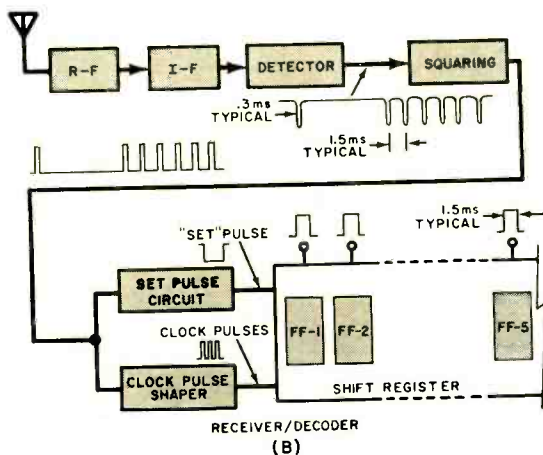 R-F
I-F
DETECTOR
SQUARING
.3ms
TYPICAL
1.5ms
TYPICAL
1.5ms
TYPICAL
"SET" PULSE
SET PULSE
CIRCUIT
CLOCK PULSES
CLOCK PULSE
SHAPER
FF-1
FF-2
FF-5
SHIFT REGISTER
RECEIVER/DECODER
(B)